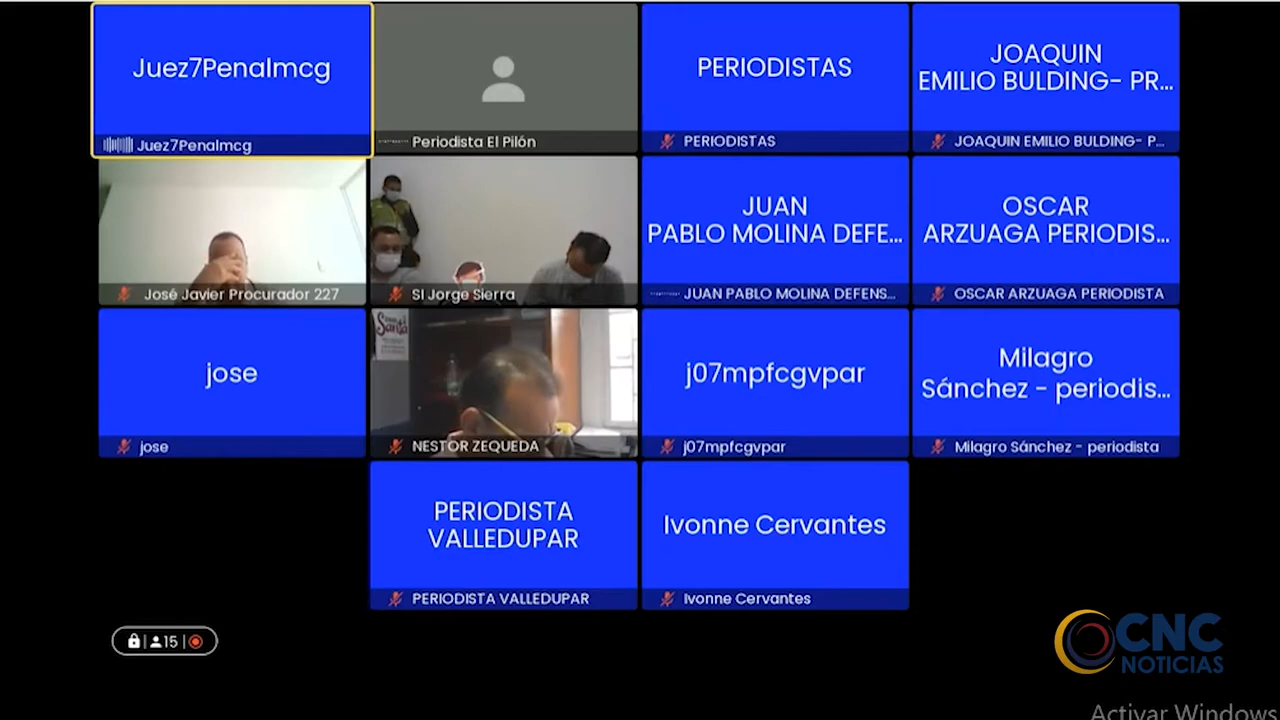 Juez7Penalmcg
Juez7Penalmcg
Periodista El Pilón
PERIODISTAS
PERIODISTAS
JOAQUIN
EMILIO BULDING- PR...
JOAQUIN EMILIO BULDING- P...
José Javier Procurador 227
SI Jorge Sierra
JUAN
PABLO MOLINA DEFE...
JUAN PABLO MOLINA DEFENS...
OSCAR
ARZUAGA PERIODIS...
OSCAR ARZUAGA PERIODISTA
jose
jose
Santa
NESTOR ZEQUEDA
j07mpfcgvpar
j07mpfcgvpar
Milagro
Sánchez - periodis...
Milagro Sánchez - periodista
PERIODISTA
VALLEDUPAR
PERIODISTA VALLEDUPAR
Ivonne Cervantes
Ivonne Cervantes
15
CNC
NOTICIAS
Activar Windows